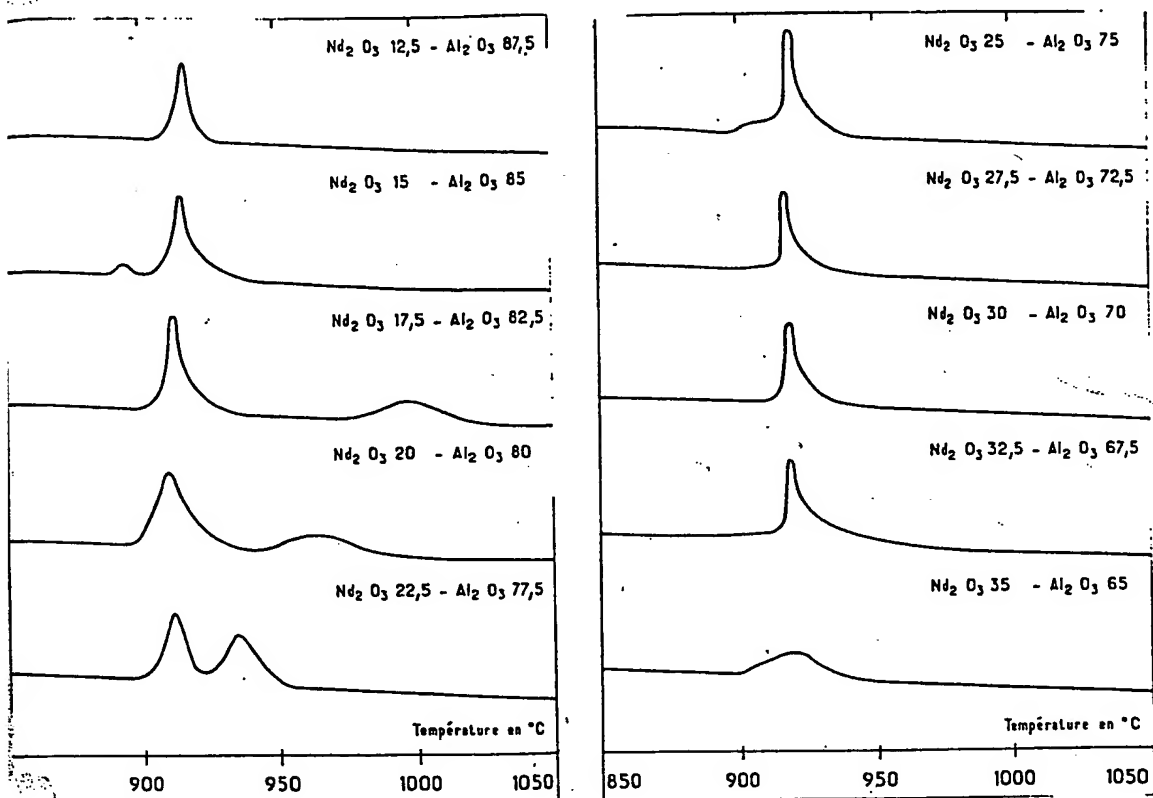 Nd₂ O₃ 12,5 - Al₂ O₃ 87,5
Nd₂ O₃ 15 - Al₂ O₃ 85
Nd₂ O₃ 17,5 - Al₂ O₃ 82,5
Nd₂ O₃ 20 - Al₂ O₃ 80
Nd₂ O₃ 22,5 - Al₂ O₃ 77,5
Température en °C
900 950 1000 1050
Nd₂ O₃ 25 - Al₂ O₃ 75
Nd₂ O₃ 27,5 - Al₂ O₃ 72,5
Nd₂ O₃ 30 - Al₂ O₃ 70
Nd₂ O₃ 32,5 - Al₂ O₃ 67,5
Nd₂ O₃ 35 - Al₂ O₃ 65
Température en °C
850 900 950 1000 1050